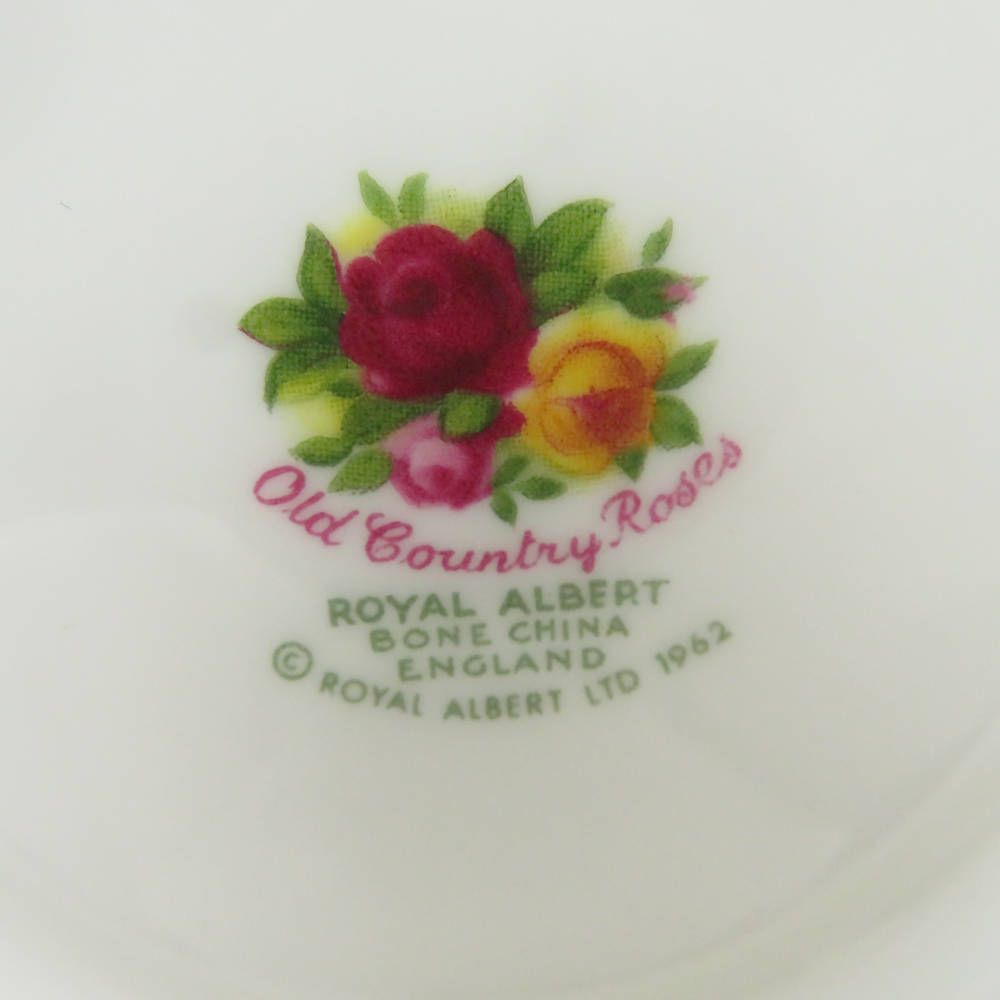 Old Country Roses
ROYAL ALBERT
BONE CHINA
ENGLAND
© ROYAL ALBERT LTD 1962